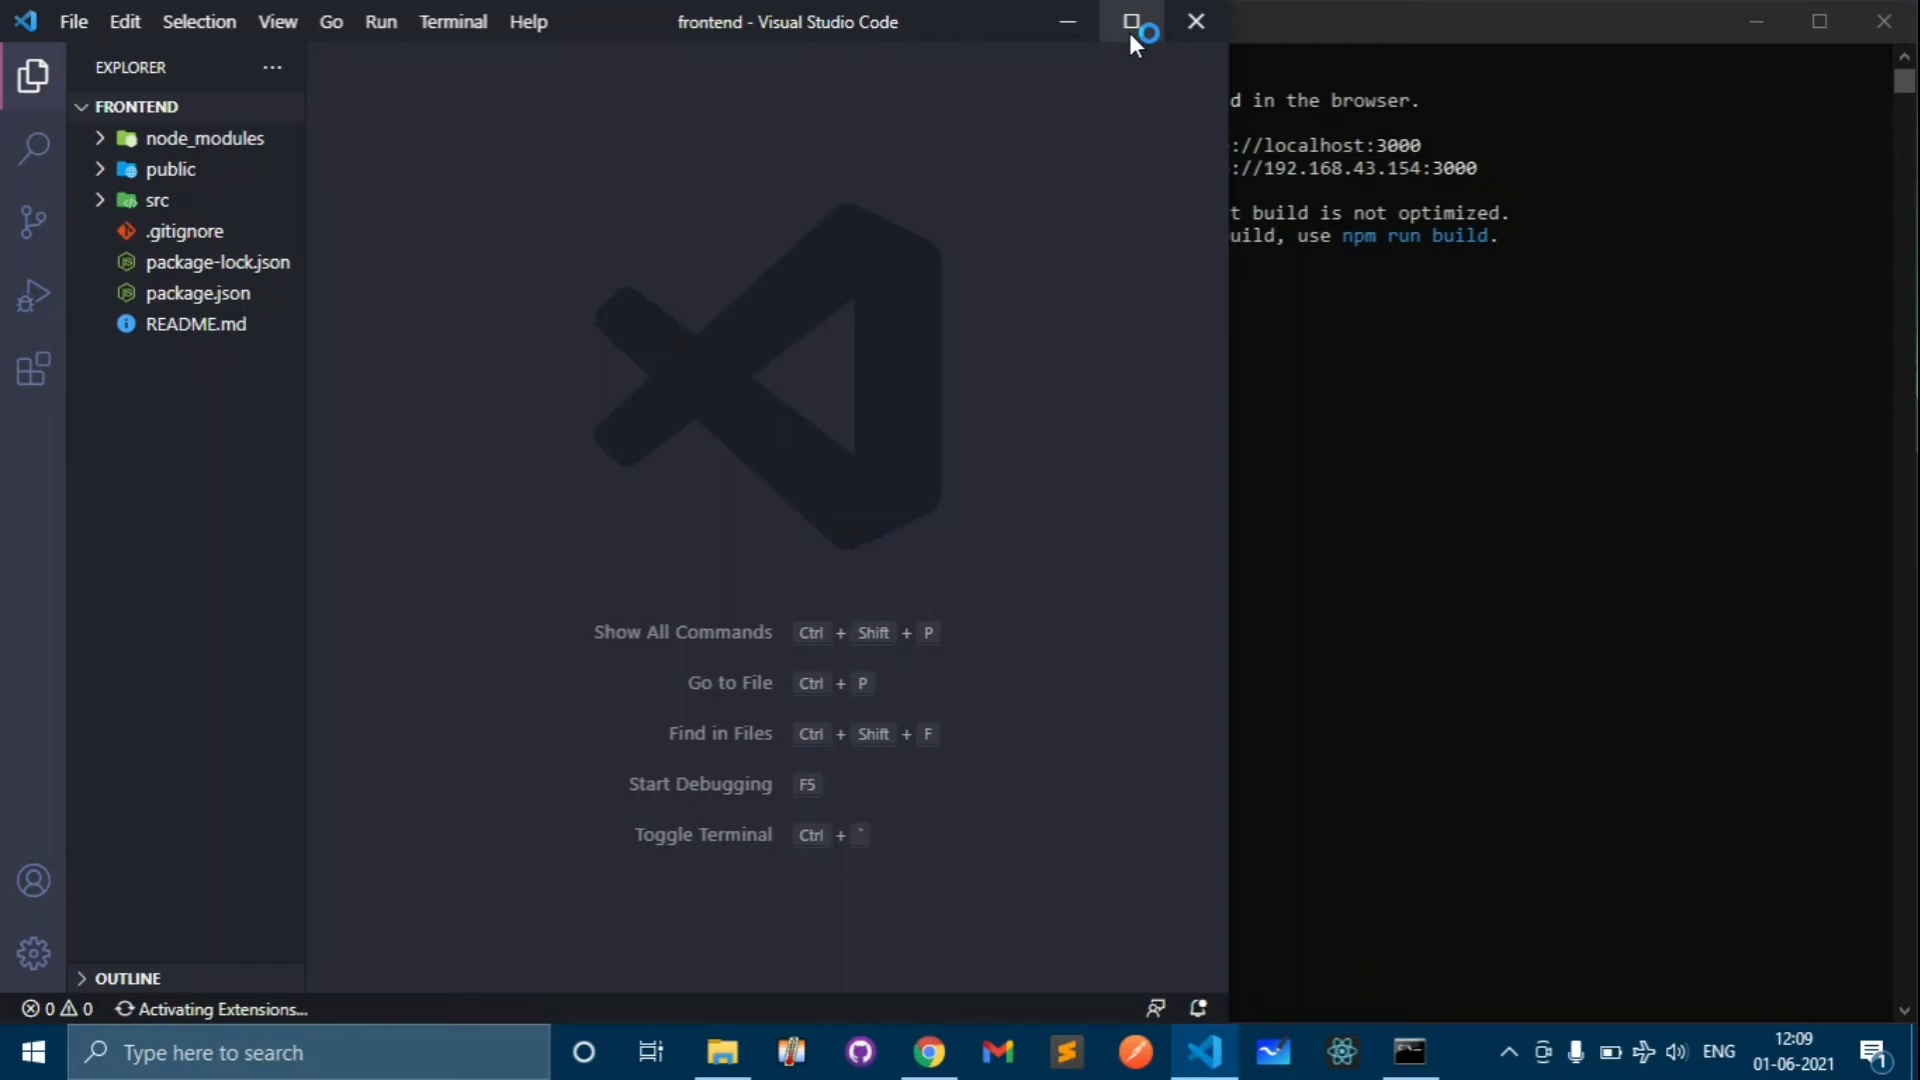 File Edit Selection View Go Run Terminal Help frontend - Visual Studio Code
EXPLORER
FRONTEND
node_modules
public
src
.gitignore
package-lock.json
package.json
README.md
Show All Commands Ctrl + Shift + P
Go to File Ctrl + P
Find in Files Ctrl + Shift + F
Start Debugging F5
Toggle Terminal Ctrl + `
OUTLINE
0 0 Activating Extensions...
d in the browser.
://localhost:3000
://192.168.43.154:3000
t build is not optimized.
uild, use npm run build.
Type here to search
ENG
12:09
01-06-2021
1